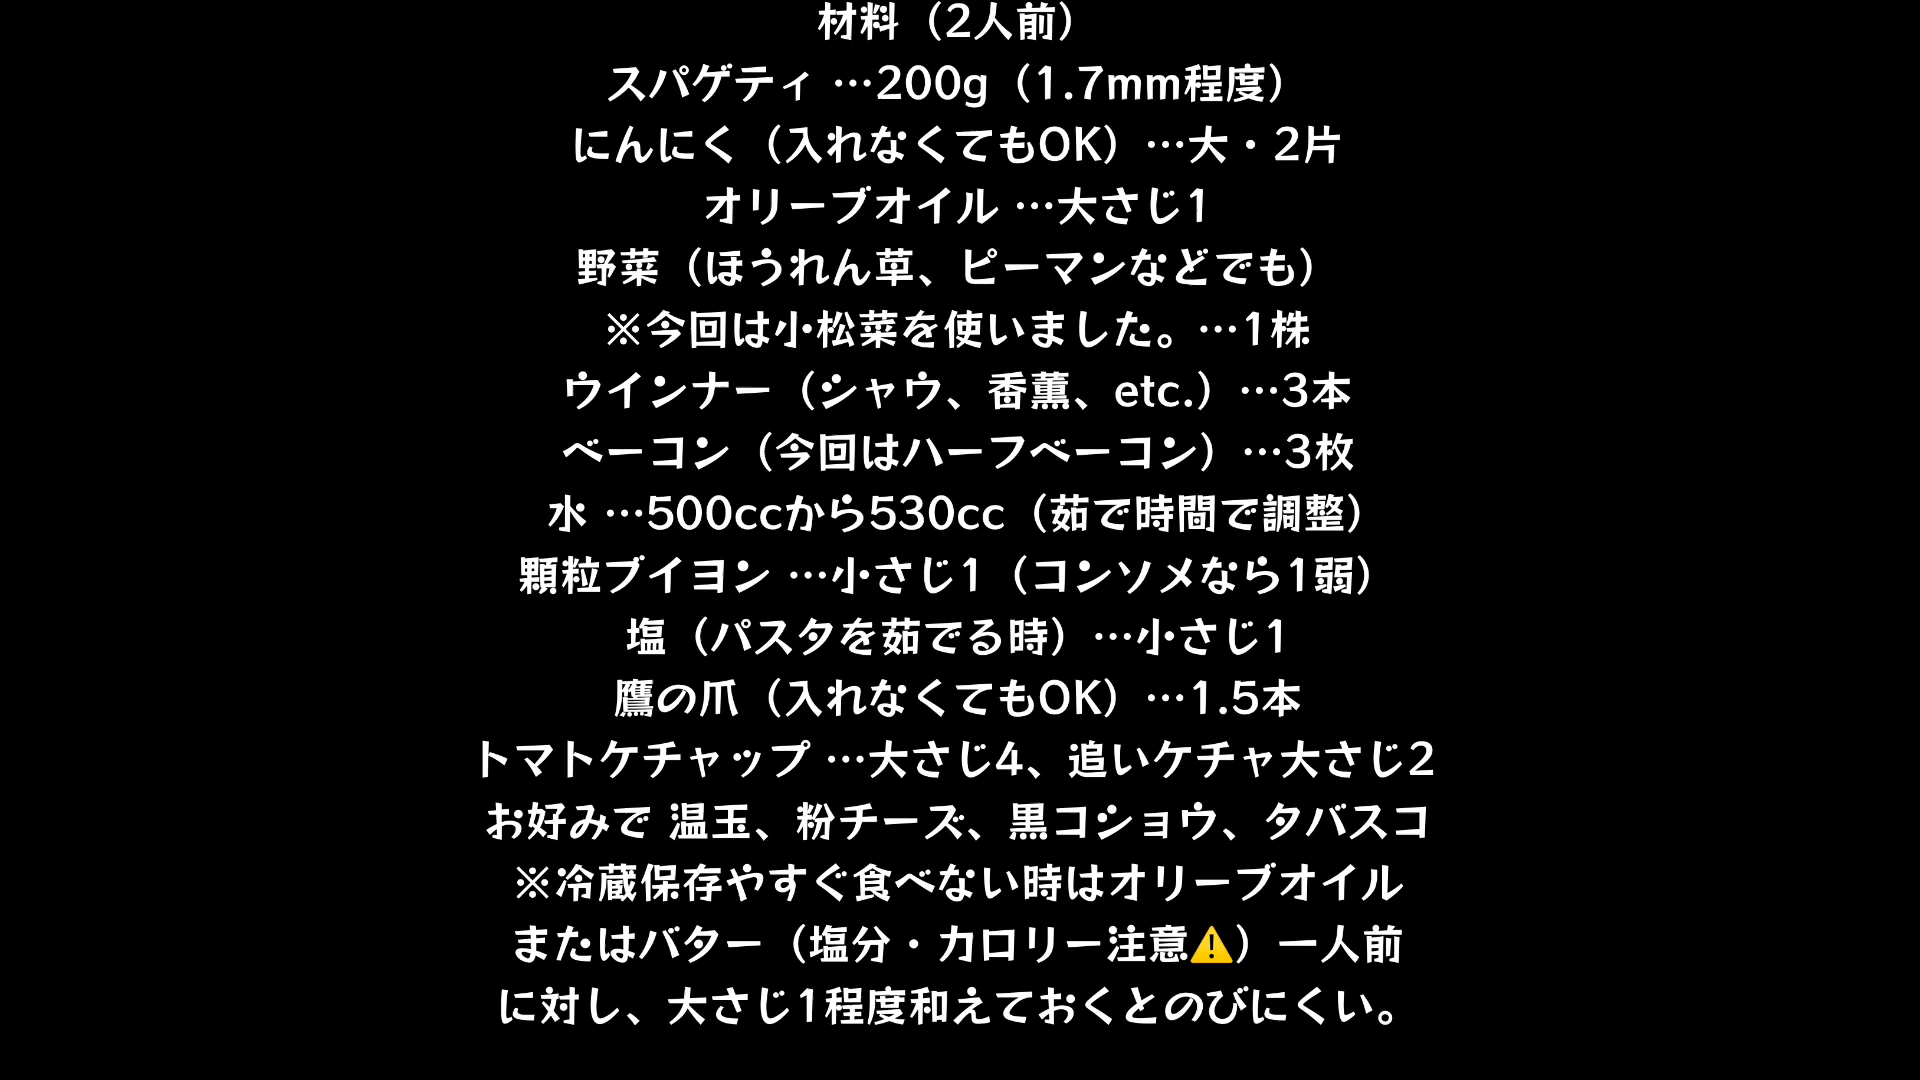 材料（2人前）
スパゲティ …200g（1.7mm程度）
にんにく（入れなくてもOK）…大・2片
オリーブオイル …大さじ1
野菜（ほうれん草、ピーマンなどでも）
※今回は小松菜を使いました。…1株
ウインナー（シャウ、香薫、etc.）…3本
ベーコン（今回はハーフベーコン）…3枚
水 …500ccから530cc（茹で時間で調整）
顆粒ブイヨン …小さじ1（コンソメなら1弱）
塩（パスタを茹でる時）…小さじ1
鷹の爪（入れなくてもOK）…1.5本
トマトケチャップ …大さじ4、追いケチャ大さじ2
お好みで 温玉、粉チーズ、黒コショウ、タバスコ
※冷蔵保存やすぐ食べない時はオリーブオイル
またはバター（塩分・カロリー注意⚠️）一人前
に対し、大さじ1程度和えておくとのびにくい。